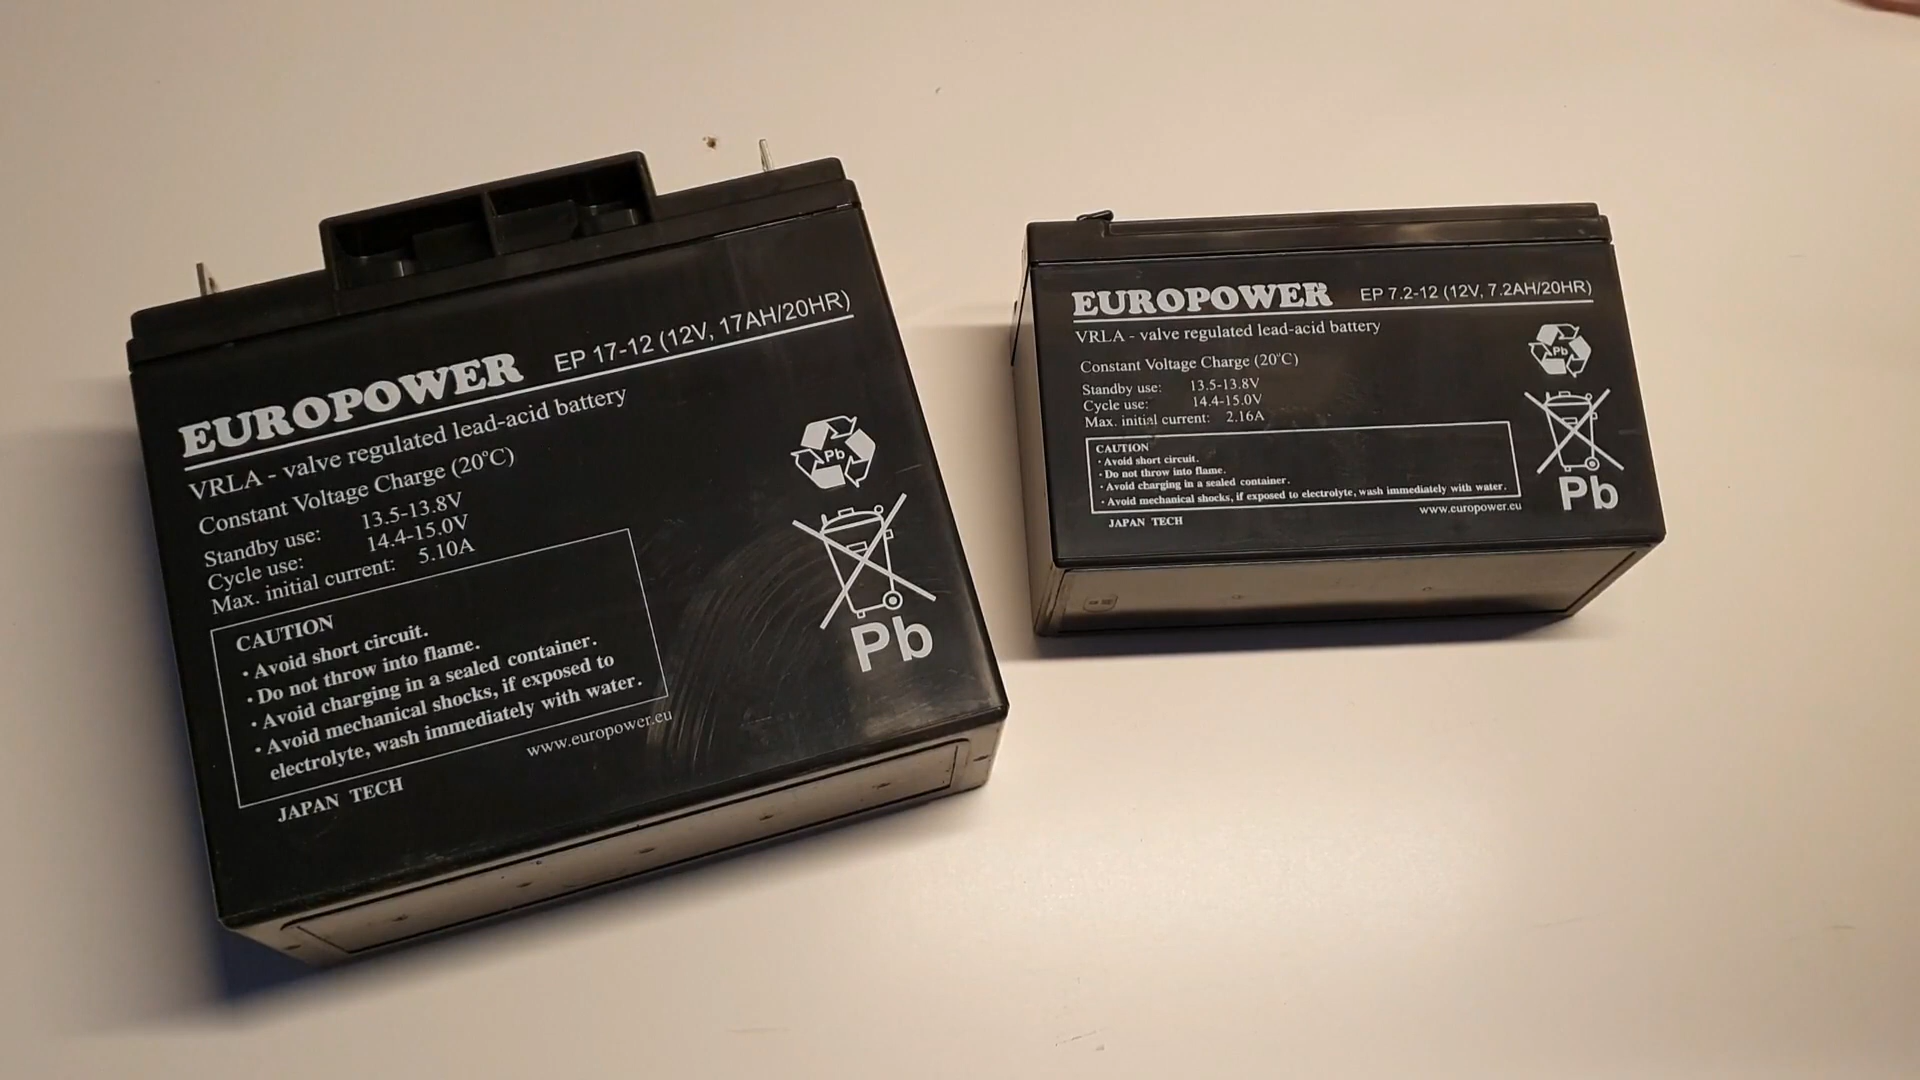 EUROPOWER EP 17-12 (12V, 17AH/20HR)
VRLA - valve regulated lead-acid battery
Constant Voltage Charge (20°C)
Standby use: 13.5-13.8V
Cycle use: 14.4-15.0V
Max. initial current: 5.10A
CAUTION
• Avoid short circuit.
• Do not throw into flame.
• Avoid charging in a sealed container.
• Avoid mechanical shocks, if exposed to
electrolyte, wash immediately with water.
www.europower.eu
JAPAN TECH
Pb
Pb
EUROPOWER EP 7.2-12 (12V, 7.2AH/20HR)
VRLA - valve regulated lead-acid battery
Constant Voltage Charge (20°C)
Standby use: 13.5-13.8V
Cycle use: 14.4-15.0V
Max. initial current: 2.16A
CAUTION
• Avoid short circuit.
• Do not throw into flame.
• Avoid charging in a sealed container.
• Avoid mechanical shocks, if exposed to electrolyte, wash immediately with water.
www.europower.eu
JAPAN TECH
Pb
Pb